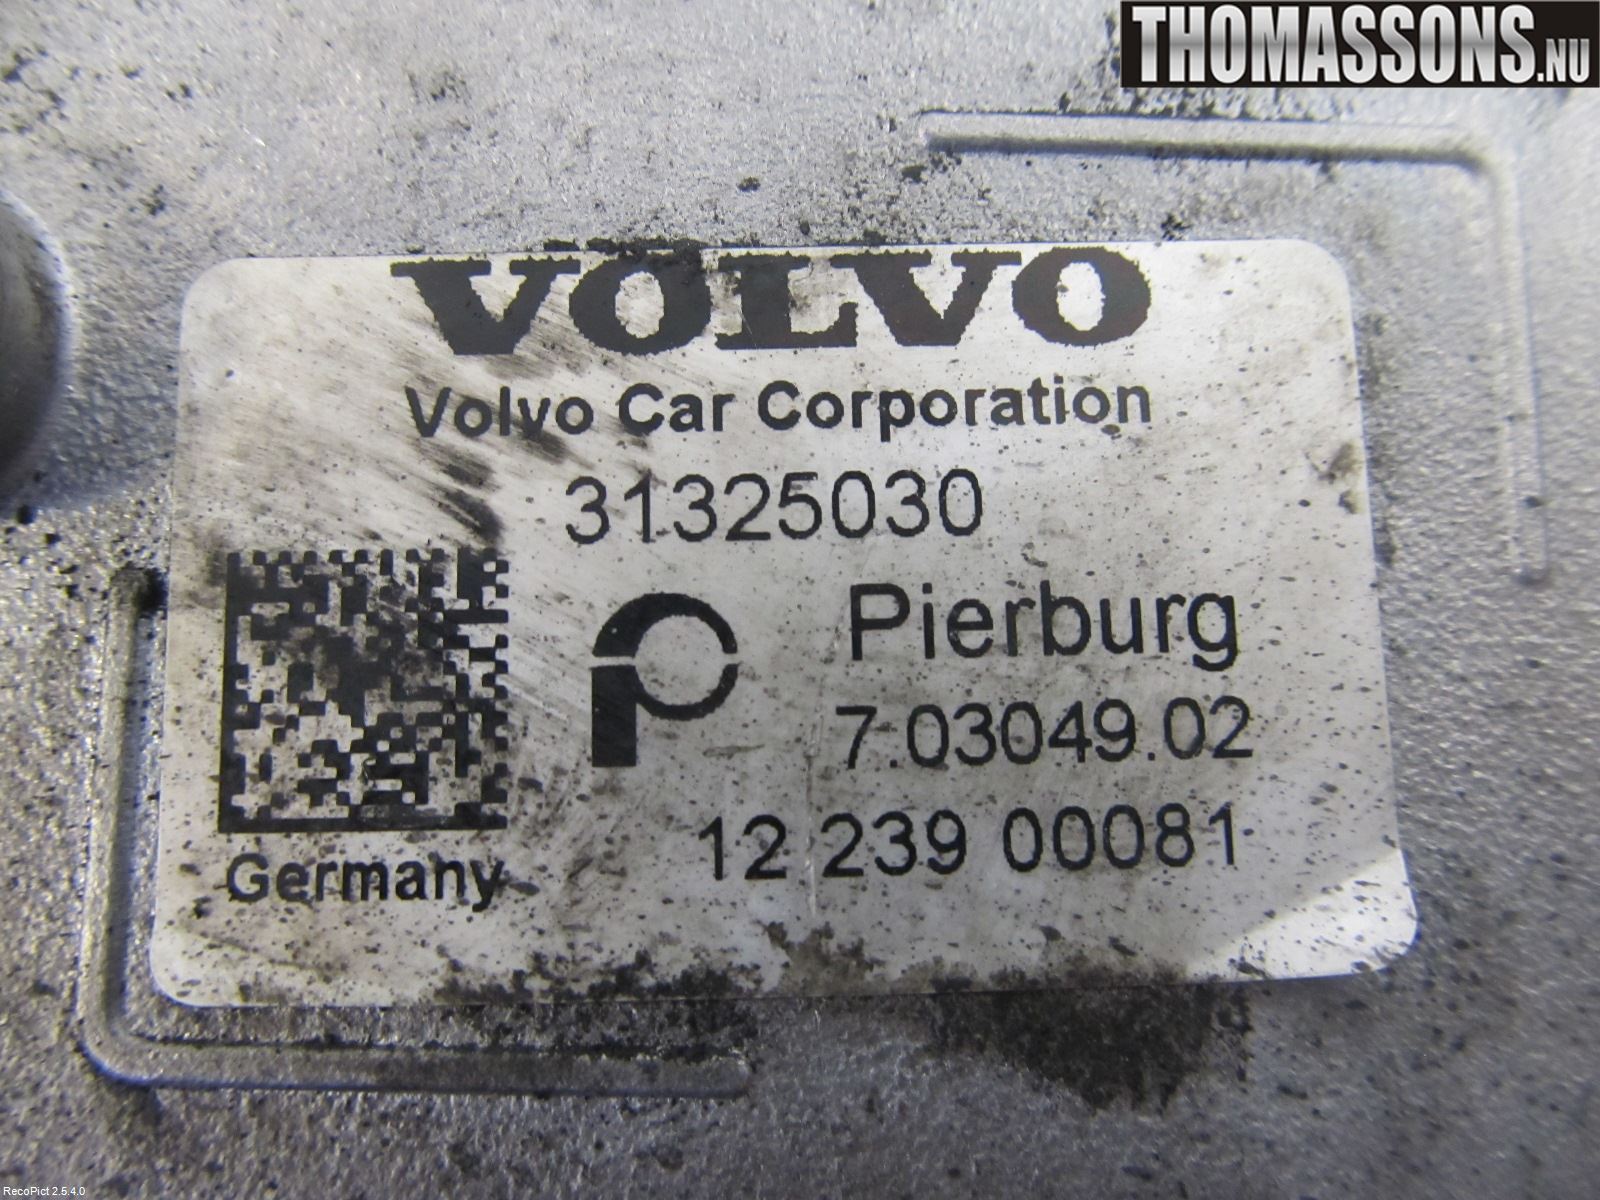 THOMASSONS.NU
VOLVO
Volvo Car Corporation
31325030
Pierburg
7.03049.02
12 239 00081
Germany
RecoPict 2.5.4.0